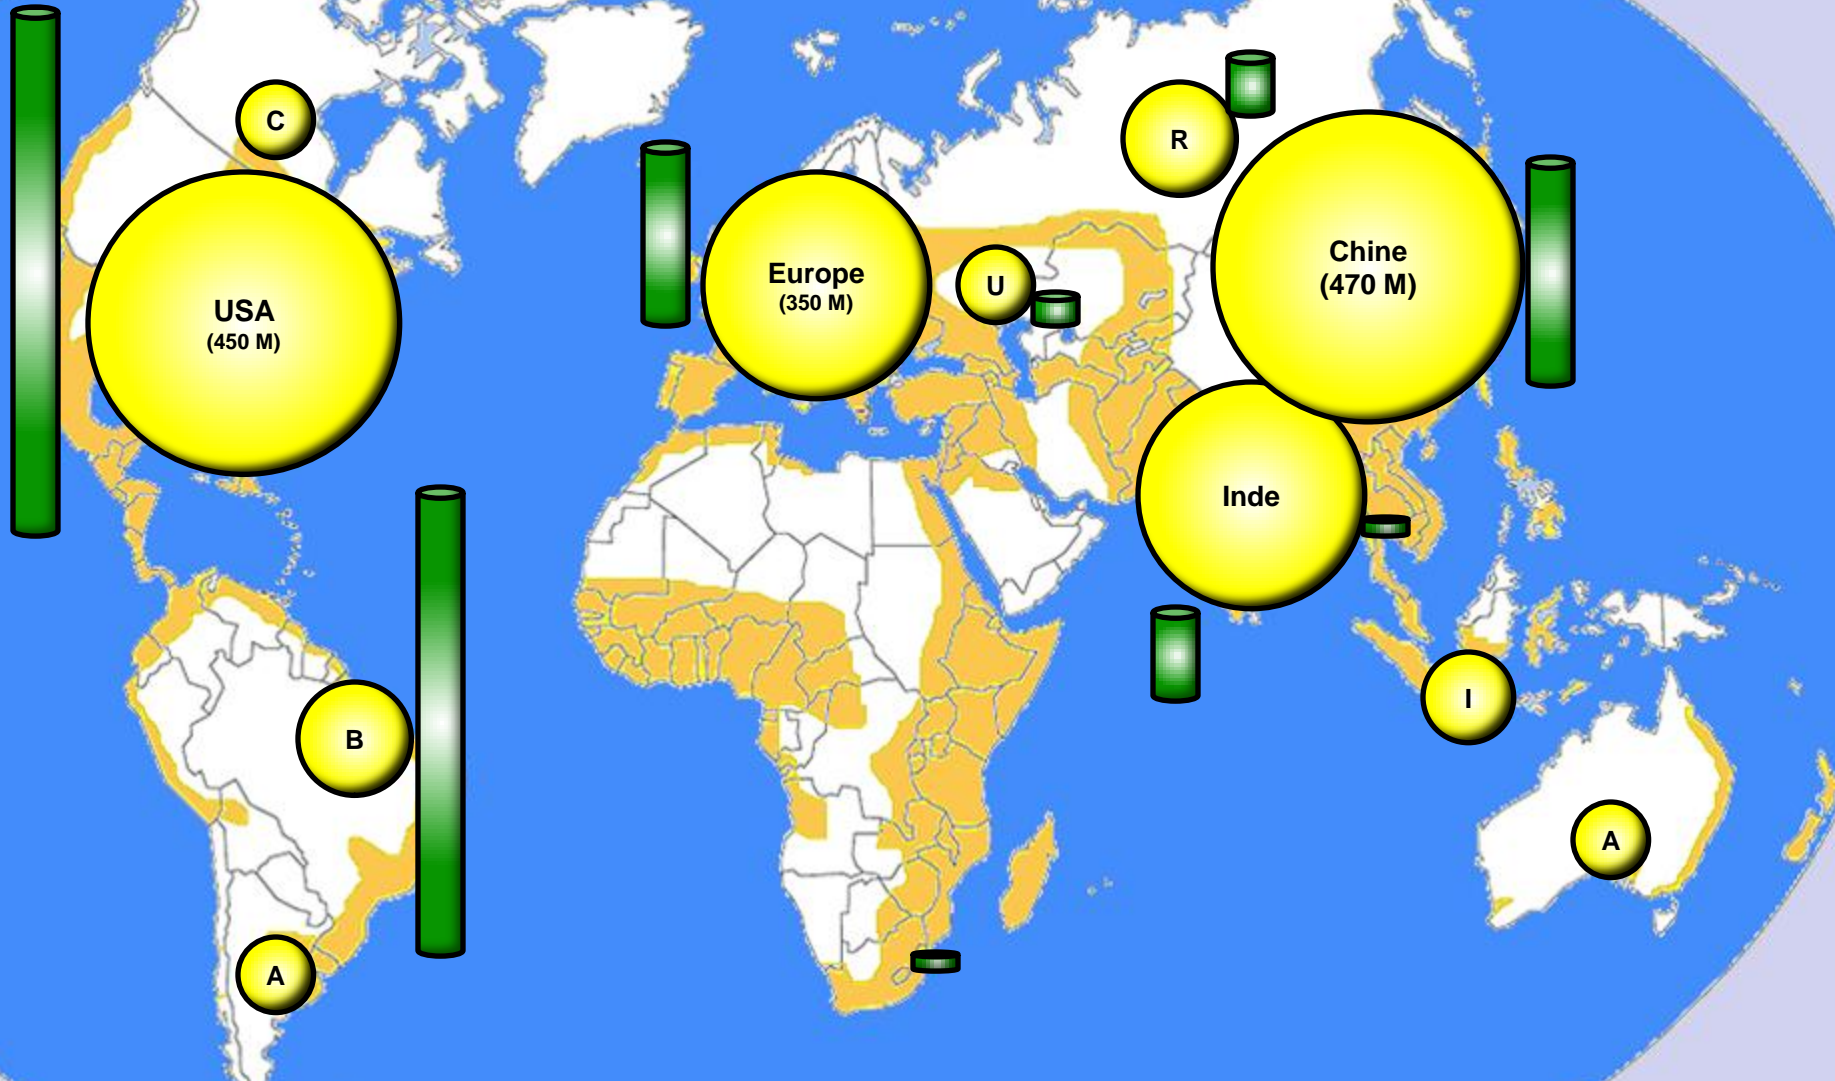 C
R
USA
(450 M)
Europe
(350 M)
U
Chine
(470 M)
Inde
B
I
A
A